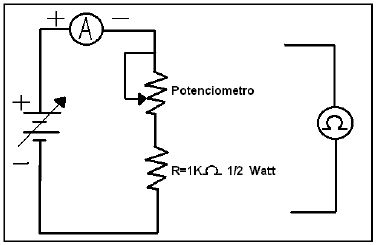 + A −
+
Potenciometro
Ω
R=1KΩ 1/2 Watt